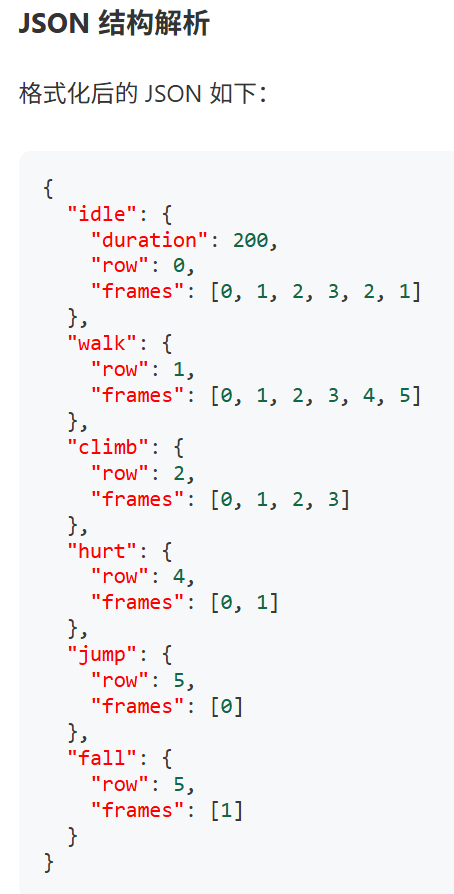 JSON 结构解析
格式化后的 JSON 如下：
{
  "idle": {
    "duration": 200,
    "row": 0,
    "frames": [0, 1, 2, 3, 2, 1]
  },
  "walk": {
    "row": 1,
    "frames": [0, 1, 2, 3, 4, 5]
  },
  "climb": {
    "row": 2,
    "frames": [0, 1, 2, 3]
  },
  "hurt": {
    "row": 4,
    "frames": [0, 1]
  },
  "jump": {
    "row": 5,
    "frames": [0]
  },
  "fall": {
    "row": 5,
    "frames": [1]
  }
}